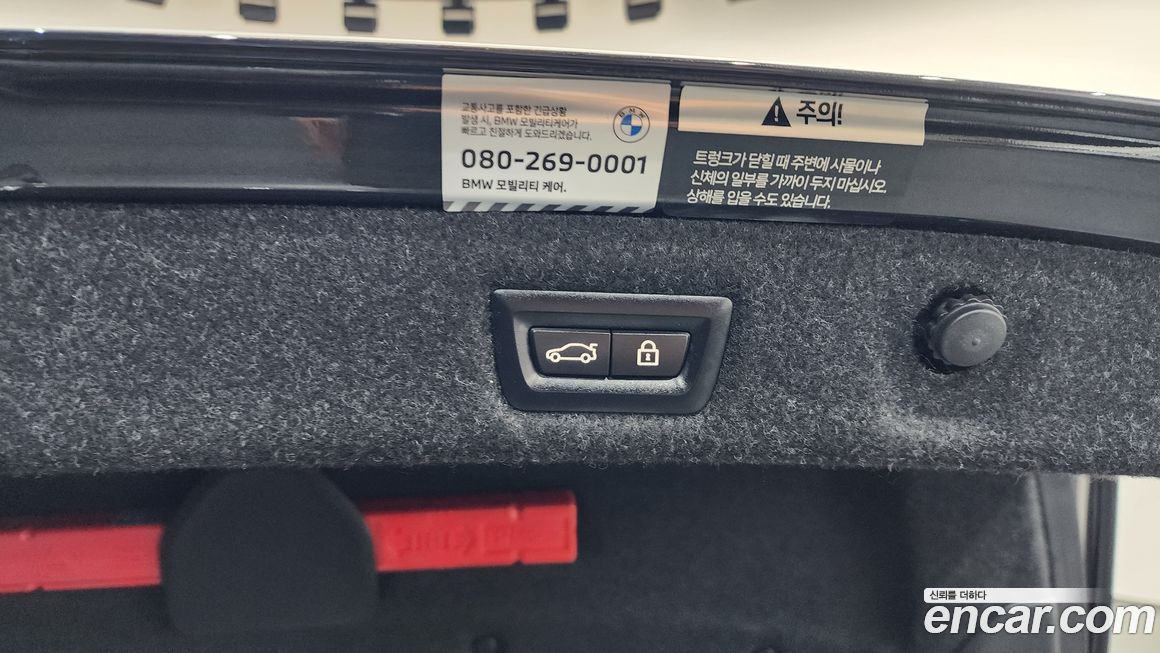 교통사고를 포함한 긴급상황
발생 시, BMW 모빌리티케어가
빠르고 친절하게 도와드리겠습니다.
080-269-0001
BMW 모빌리티 케어.
주의!
트렁크가 닫힐 때 주변에 사물이나
신체의 일부를 가까이 두지 마십시오.
상해를 입을 수도 있습니다.
신뢰를 더하다
encar.com